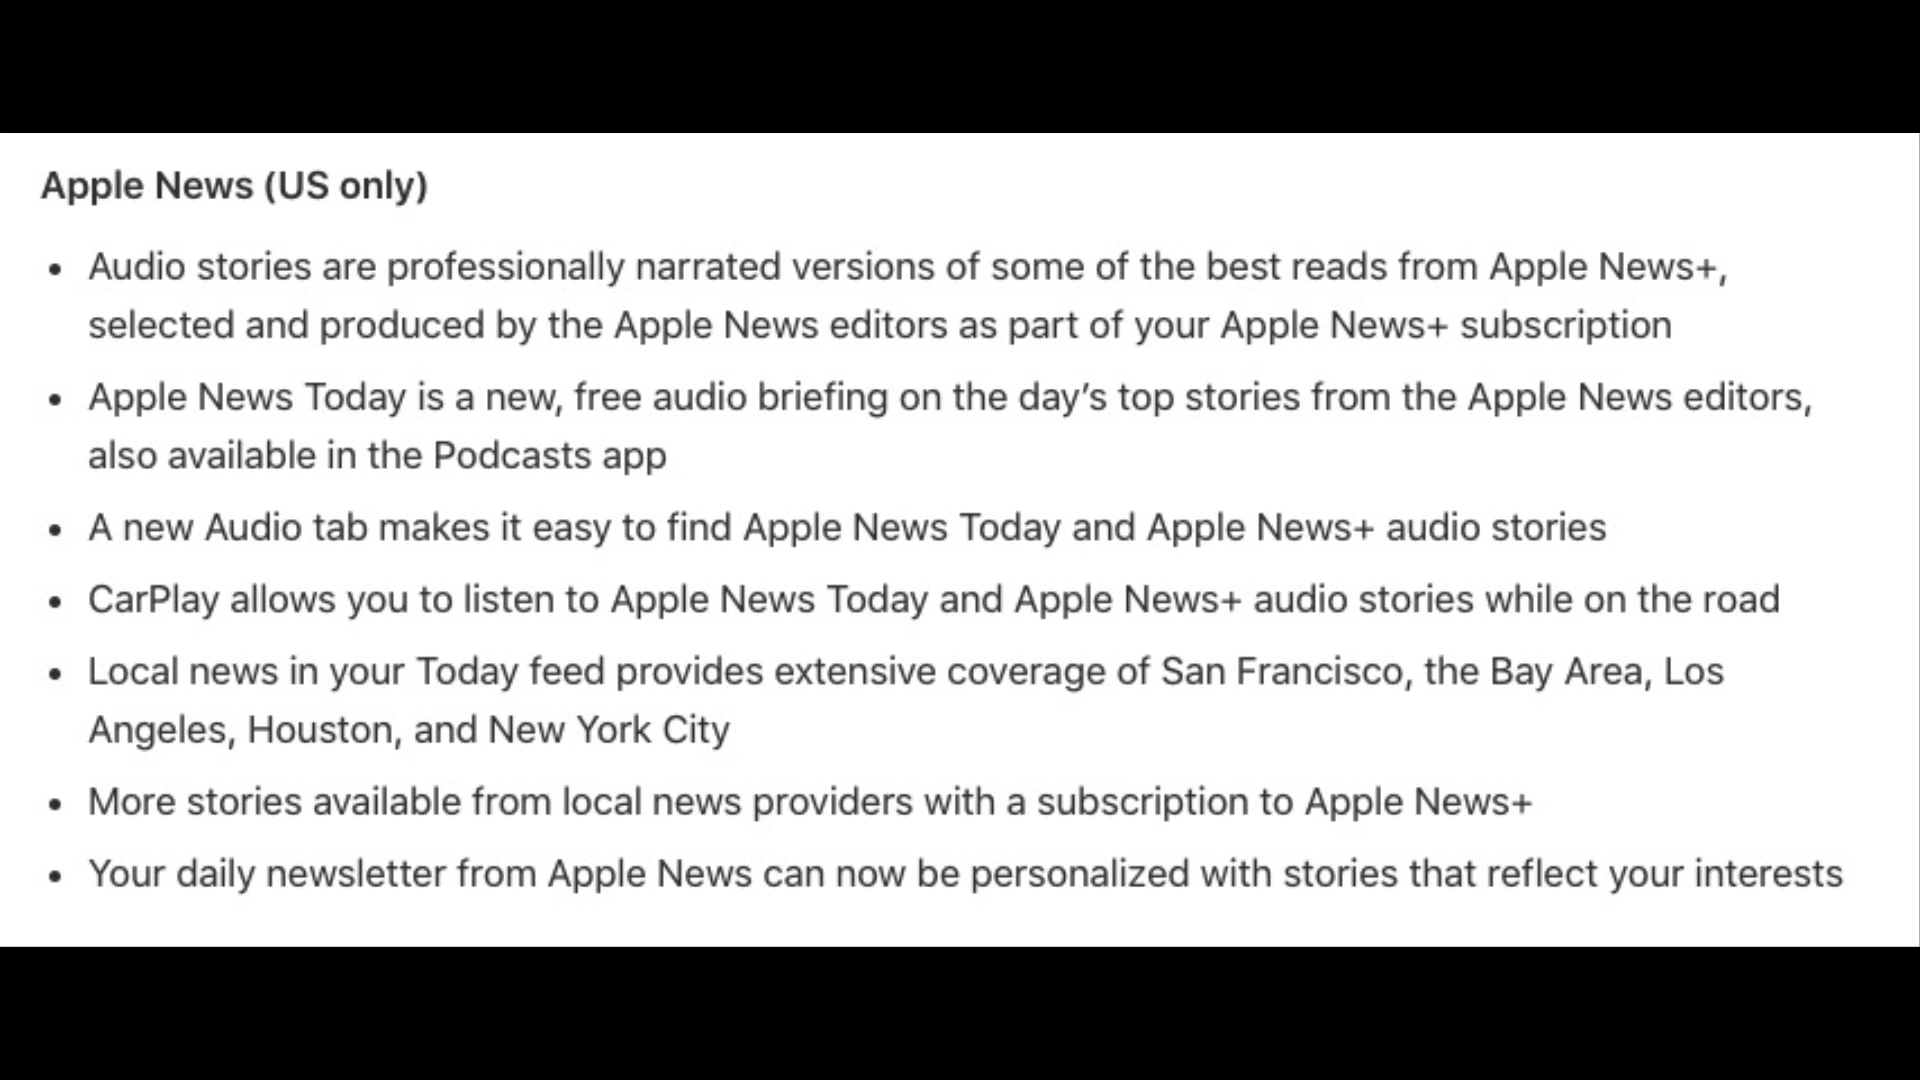 Apple News (US only)
• Audio stories are professionally narrated versions of some of the best reads from Apple News+,
selected and produced by the Apple News editors as part of your Apple News+ subscription
• Apple News Today is a new, free audio briefing on the day’s top stories from the Apple News editors,
also available in the Podcasts app
• A new Audio tab makes it easy to find Apple News Today and Apple News+ audio stories
• CarPlay allows you to listen to Apple News Today and Apple News+ audio stories while on the road
• Local news in your Today feed provides extensive coverage of San Francisco, the Bay Area, Los
Angeles, Houston, and New York City
• More stories available from local news providers with a subscription to Apple News+
• Your daily newsletter from Apple News can now be personalized with stories that reflect your interests